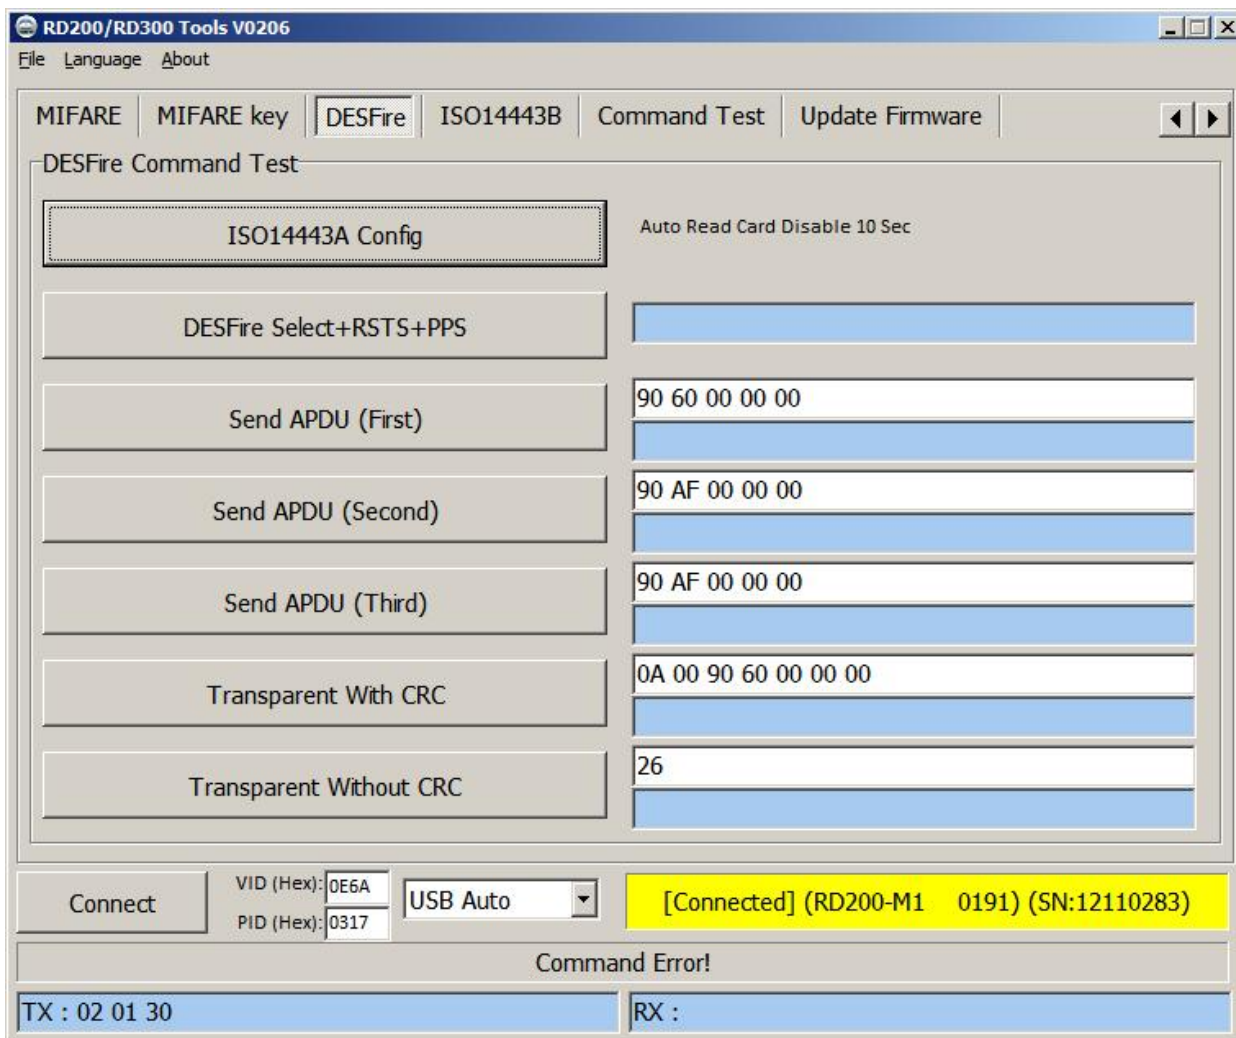 RD200/RD300 Tools V0206
File Language About
MIFARE MIFARE key DESFire ISO14443B Command Test Update Firmware
DESFire Command Test
ISO14443A Config Auto Read Card Disable 10 Sec
DESFire Select+RSTS+PPS
90 60 00 00 00
Send APDU (First)
90 AF 00 00 00
Send APDU (Second)
90 AF 00 00 00
Send APDU (Third)
0A 00 90 60 00 00 00
Transparent With CRC
26
Transparent Without CRC
Connect VID (Hex): 0E6A USB Auto [Connected] (RD200-M1 0191) (SN:12110283)
PID (Hex): 0317
Command Error!
TX : 02 01 30 RX :